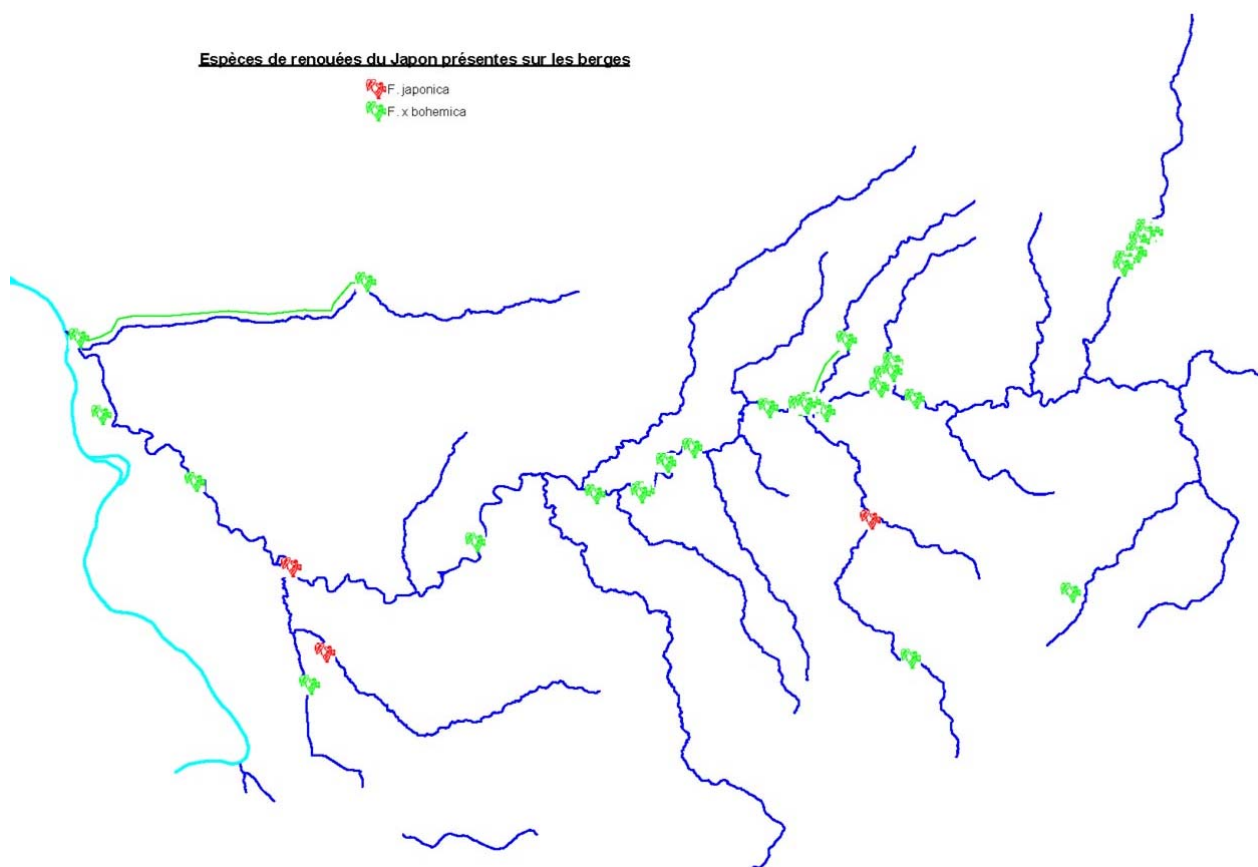 Espèces de renouées du Japon présentes sur les berges
F. japonica
F. x bohemica